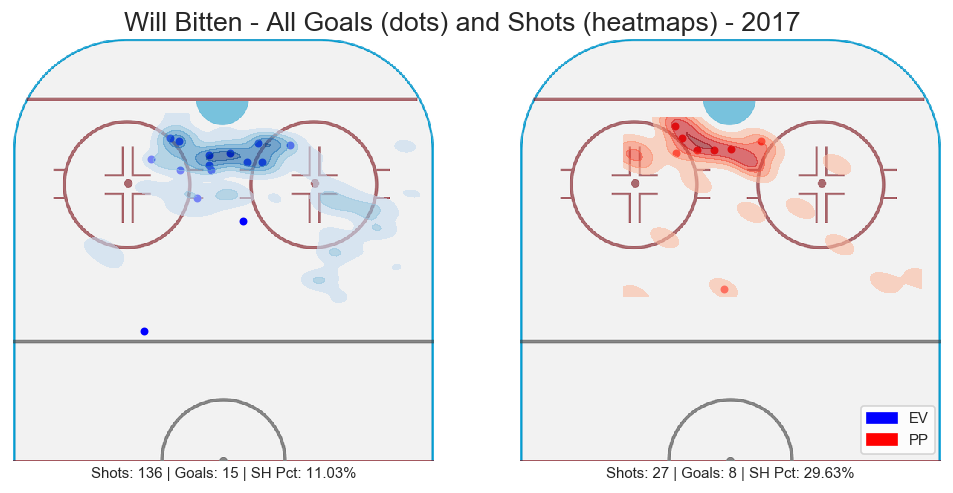 Will Bitten - All Goals (dots) and Shots (heatmaps) - 2017
EV
PP
Shots: 136 | Goals: 15 | SH Pct: 11.03%
Shots: 27 | Goals: 8 | SH Pct: 29.63%